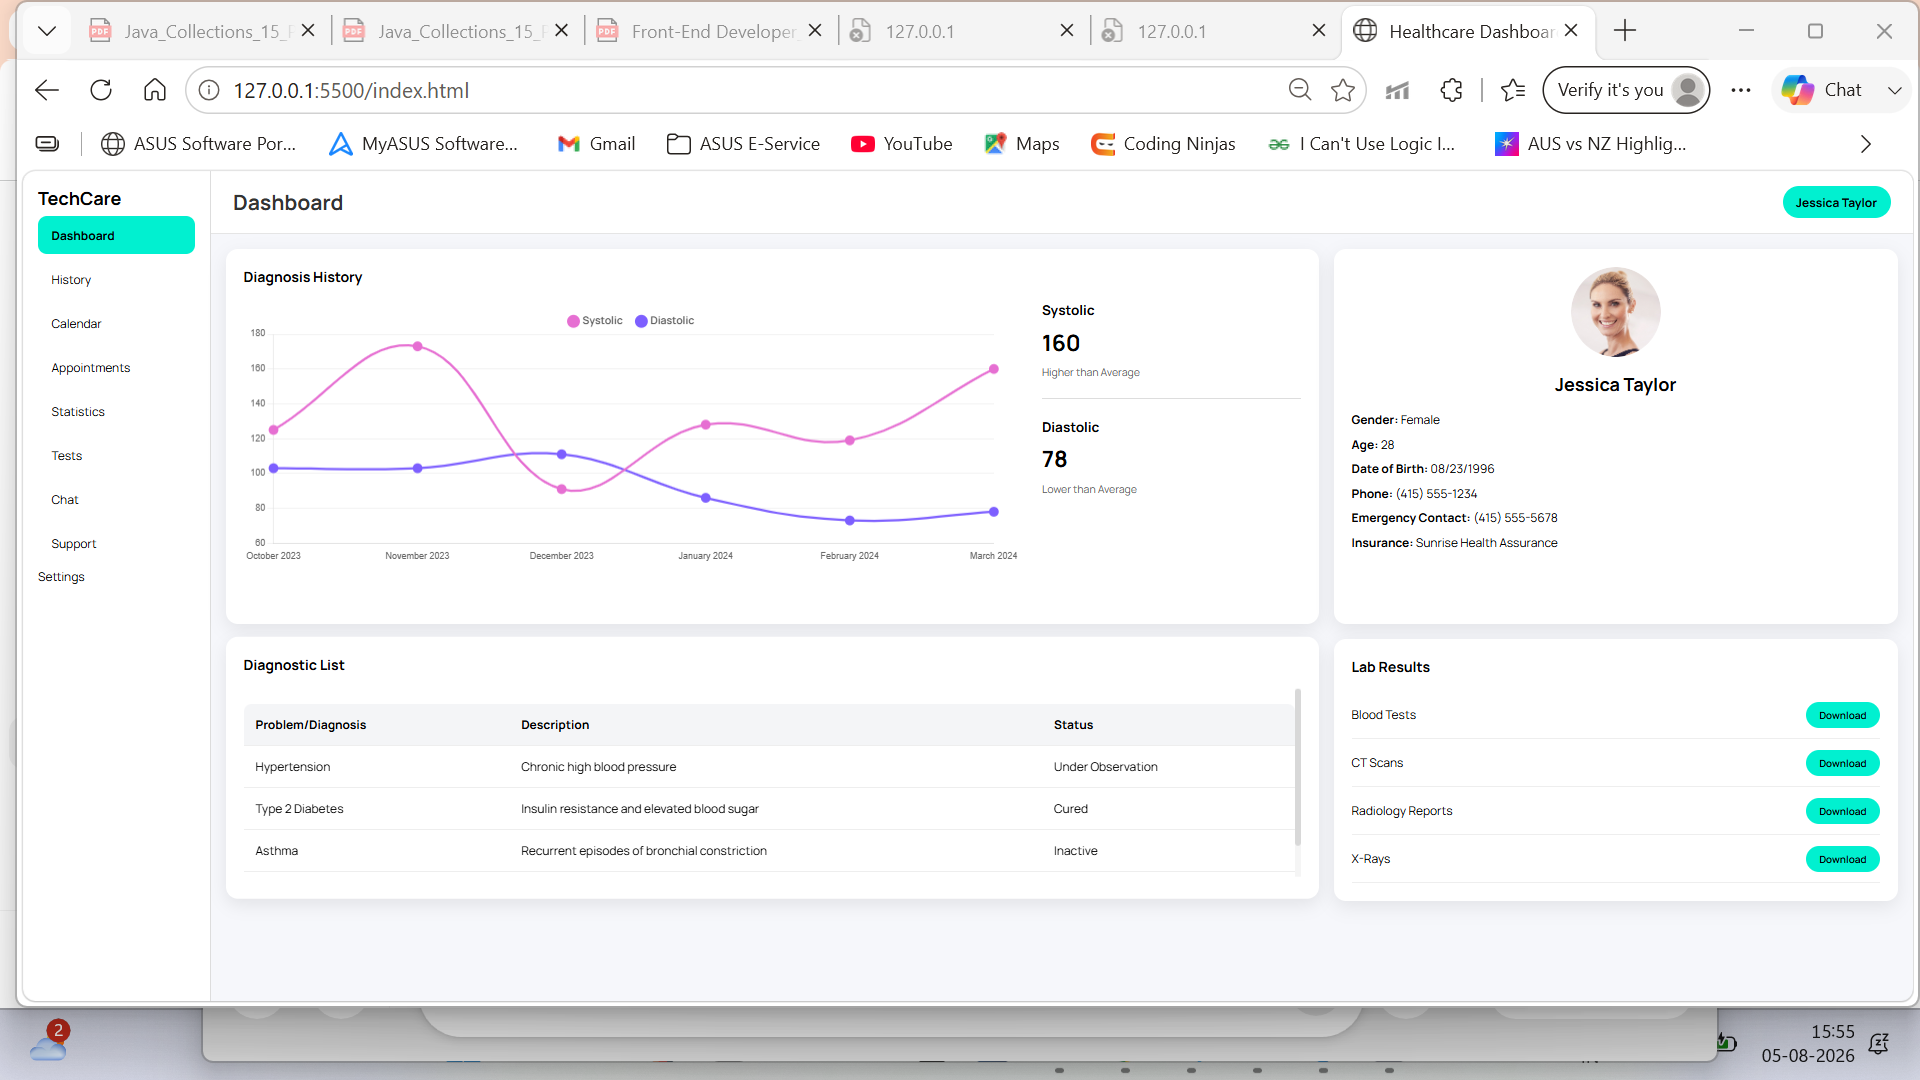 Java_Collections_15_
Java_Collections_15_
Front-End Developer
127.0.0.1
127.0.0.1
Healthcare Dashboar
127.0.0.1:5500/index.html
Verify it's you
Chat
ASUS Software Por...
MyASUS Software...
Gmail
ASUS E-Service
YouTube
Maps
Coding Ninjas
I Can't Use Logic I...
AUS vs NZ Highlig...
TechCare
Dashboard
History
Calendar
Appointments
Statistics
Tests
Chat
Support
Settings
Dashboard
Jessica Taylor
Diagnosis History
Systolic
Diastolic
180
160
140
120
100
80
60
October 2023
November 2023
December 2023
January 2024
February 2024
March 2024
Systolic
160
Higher than Average
Diastolic
78
Lower than Average
Jessica Taylor
Gender: Female
Age: 28
Date of Birth: 08/23/1996
Phone: (415) 555-1234
Emergency Contact: (415) 555-5678
Insurance: Sunrise Health Assurance
Diagnostic List
Problem/Diagnosis Description Status
Hypertension Chronic high blood pressure Under Observation
Type 2 Diabetes Insulin resistance and elevated blood sugar Cured
Asthma Recurrent episodes of bronchial constriction Inactive
Lab Results
Blood Tests Download
CT Scans Download
Radiology Reports Download
X-Rays Download
2
15:55
05-08-2026